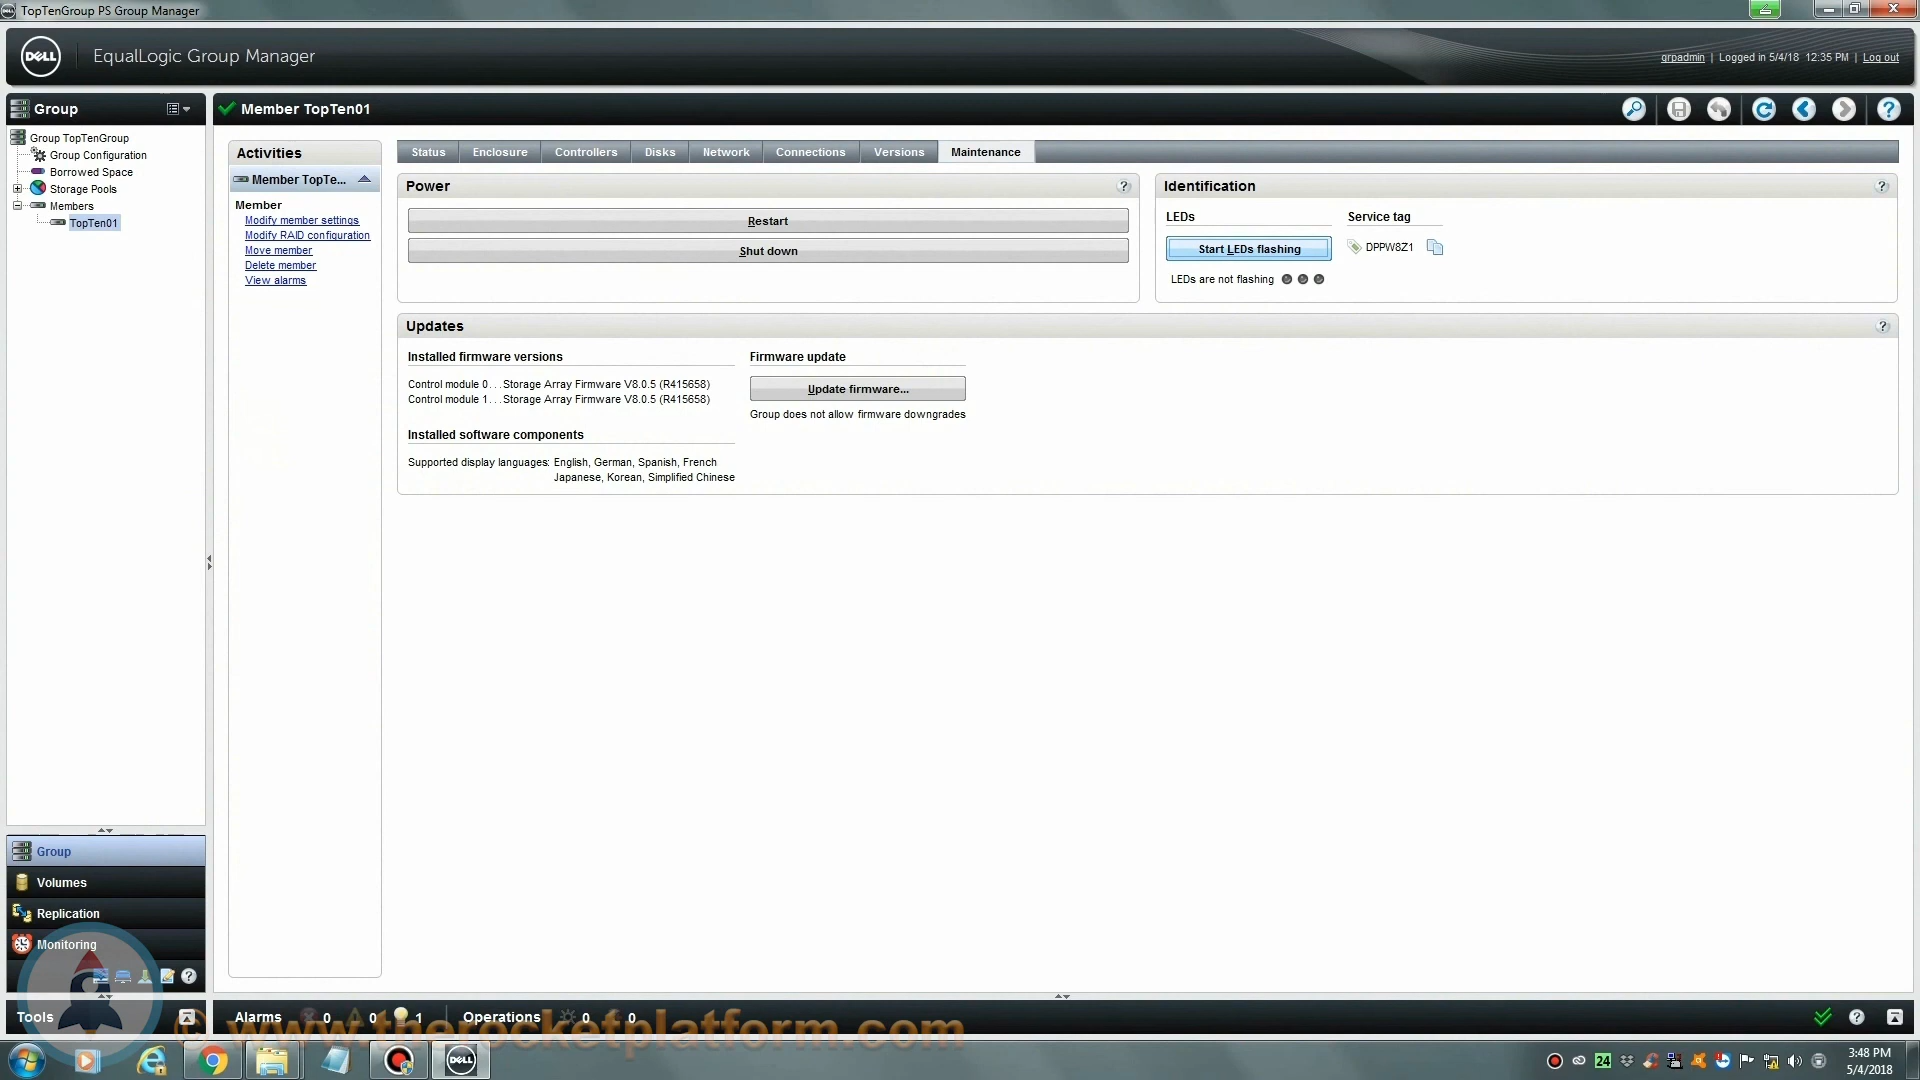 TopTenGroup PS Group Manager
DELL
EqualLogic Group Manager
grpadmin | Logged in 5/4/18 12:35 PM | Log out
Group
Member TopTen01
Group TopTenGroup
Group Configuration
Borrowed Space
Storage Pools
Members
TopTen01
Activities
Member TopTe...
Member
Modify member settings
Modify RAID configuration
Move member
Delete member
View alarms
Status Enclosure Controllers Disks Network Connections Versions Maintenance
Power
Restart
Shut down
Identification
LEDs
Service tag
Start LEDs flashing
DPPW8Z1
LEDs are not flashing
Updates
Installed firmware versions
Control module 0...Storage Array Firmware V8.0.5 (R415658)
Control module 1...Storage Array Firmware V8.0.5 (R415658)
Firmware update
Update firmware...
Group does not allow firmware downgrades
Installed software components
Supported display languages: English, German, Spanish, French
Japanese, Korean, Simplified Chinese
Group
Volumes
Replication
Monitoring
Tools
Alarms 0 0 1 Operations 0 0
© www.therocketplatform.com
DELL
24
3:48 PM
5/4/2018